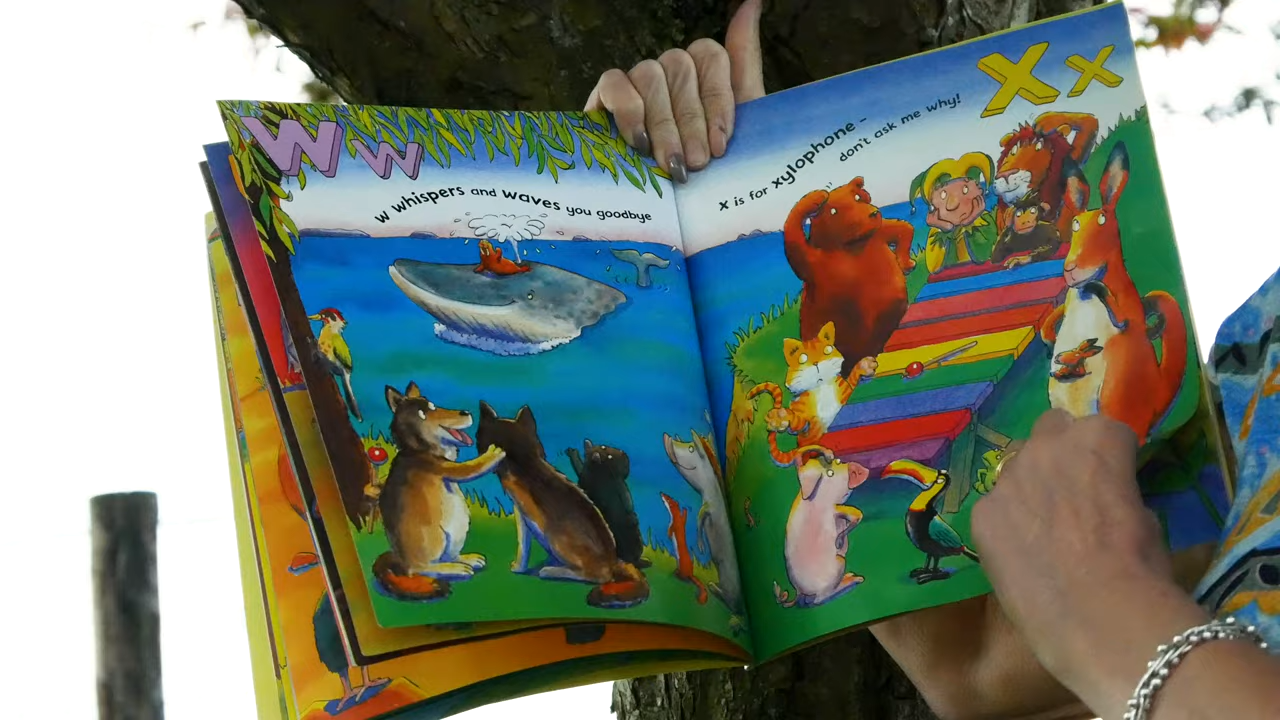 W w
w whispers and waves you goodbye
X x
x is for xylophone –
don't ask me why!